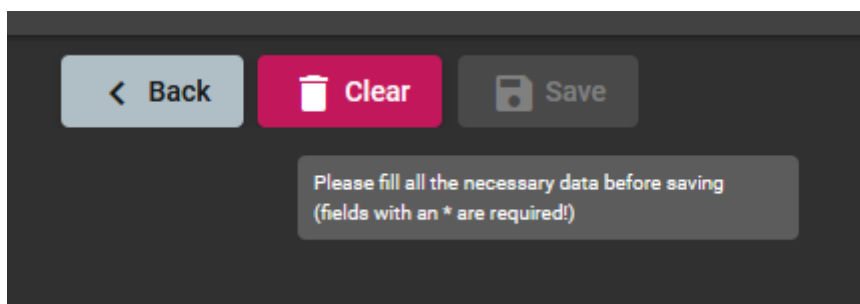 Back
Clear
Save
Please fill all the necessary data before saving
(fields with an * are required!)